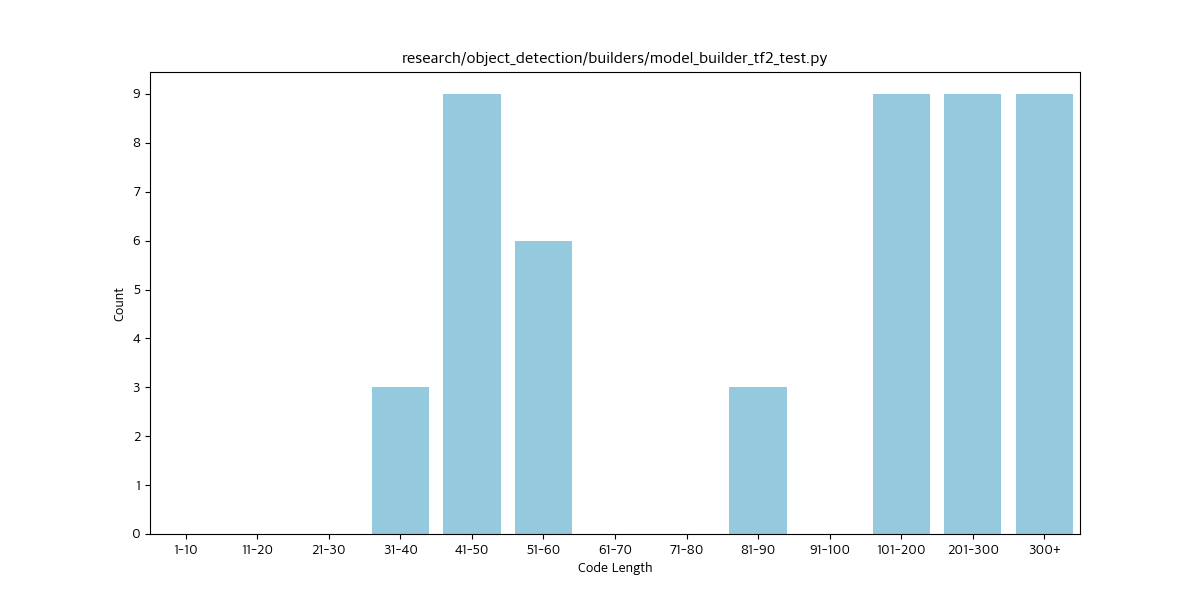 research/object_detection/builders/model_builder_tf2_test.py
Count
9
8
7
6
5
4
3
2
1
0
1-10 11-20 21-30 31-40 41-50 51-60 61-70 71-80 81-90 91-100 101-200 201-300 300+
Code Length